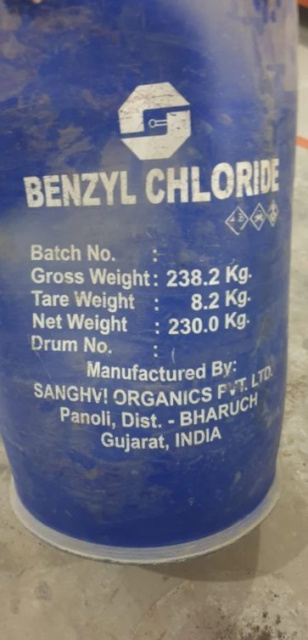 BENZYL CHLORIDE
Batch No. :
Gross Weight : 238.2 Kg.
Tare Weight : 8.2 Kg.
Net Weight : 230.0 Kg.
Drum No. :
Manufactured By:
SANGHVI ORGANICS PVT. LTD.
Panoli, Dist. - BHARUCH
Gujarat, INDIA